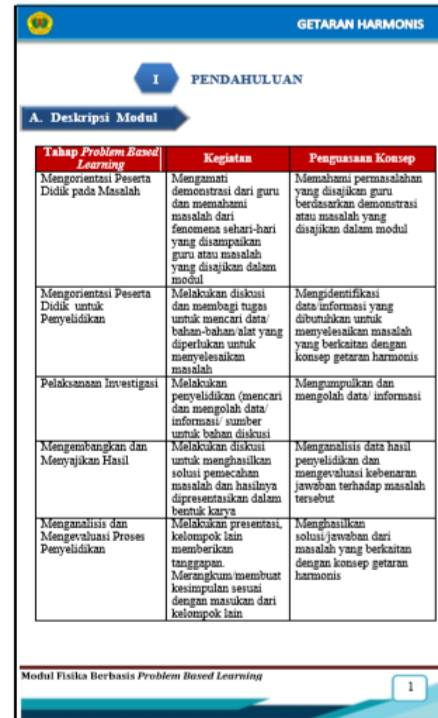 GETARAN HARMONIS
I PENDAHULUAN
A. Deskripsi Modul
Tahap Problem Based
Learning
Kegiatan
Penguasaan Konsep
Mengorientasi Peserta
Didik pada Masalah
Mengamati
demonstrasi dari guru
dan memahami
masalah dari
fenomena sehari-hari
yang disampaikan
guru atau masalah
yang disajikan dalam
modul
Memahami permasalahan
yang disajikan guru
berdasarkan demonstrasi
atau masalah yang
disajikan dalam modul
Mengorientasi Peserta
Didik untuk
Penyelidikan
Melakukan diskusi
dan membagi tugas
untuk mencari data/
bahan-bahan/alat yang
diperlukan untuk
menyelesaikan
masalah
Mengidentifikasi
data/informasi yang
dibutuhkan untuk
menyelesaikan masalah
yang berkaitan dengan
konsep getaran harmonis
Pelaksanaan Investigasi
Melakukan
penyelidikan (mencari
dan mengolah data/
informasi/ sumber
untuk bahan diskusi
Mengumpulkan dan
mengolah data/ informasi
Mengembangkan dan
Menyajikan Hasil
Melakukan diskusi
untuk menghasilkan
solusi pemecahan
masalah dan hasilnya
dipresentasikan dalam
bentuk karya
Menganalisis data hasil
penyelidikan dan
mengevaluasi kebenaran
jawaban terhadap masalah
tersebut
Menganalisis dan
Mengevaluasi Proses
Penyelidikan
Melakukan presentasi,
kelompok lain
memberikan
tanggapan.
Merangkum/membuat
kesimpulan sesuai
dengan masukan dari
kelompok lain
Menghasilkan
solusi/jawaban dari
masalah yang berkaitan
dengan konsep getaran
harmonis
Modul Fisika Berbasis Problem Based Learning
1